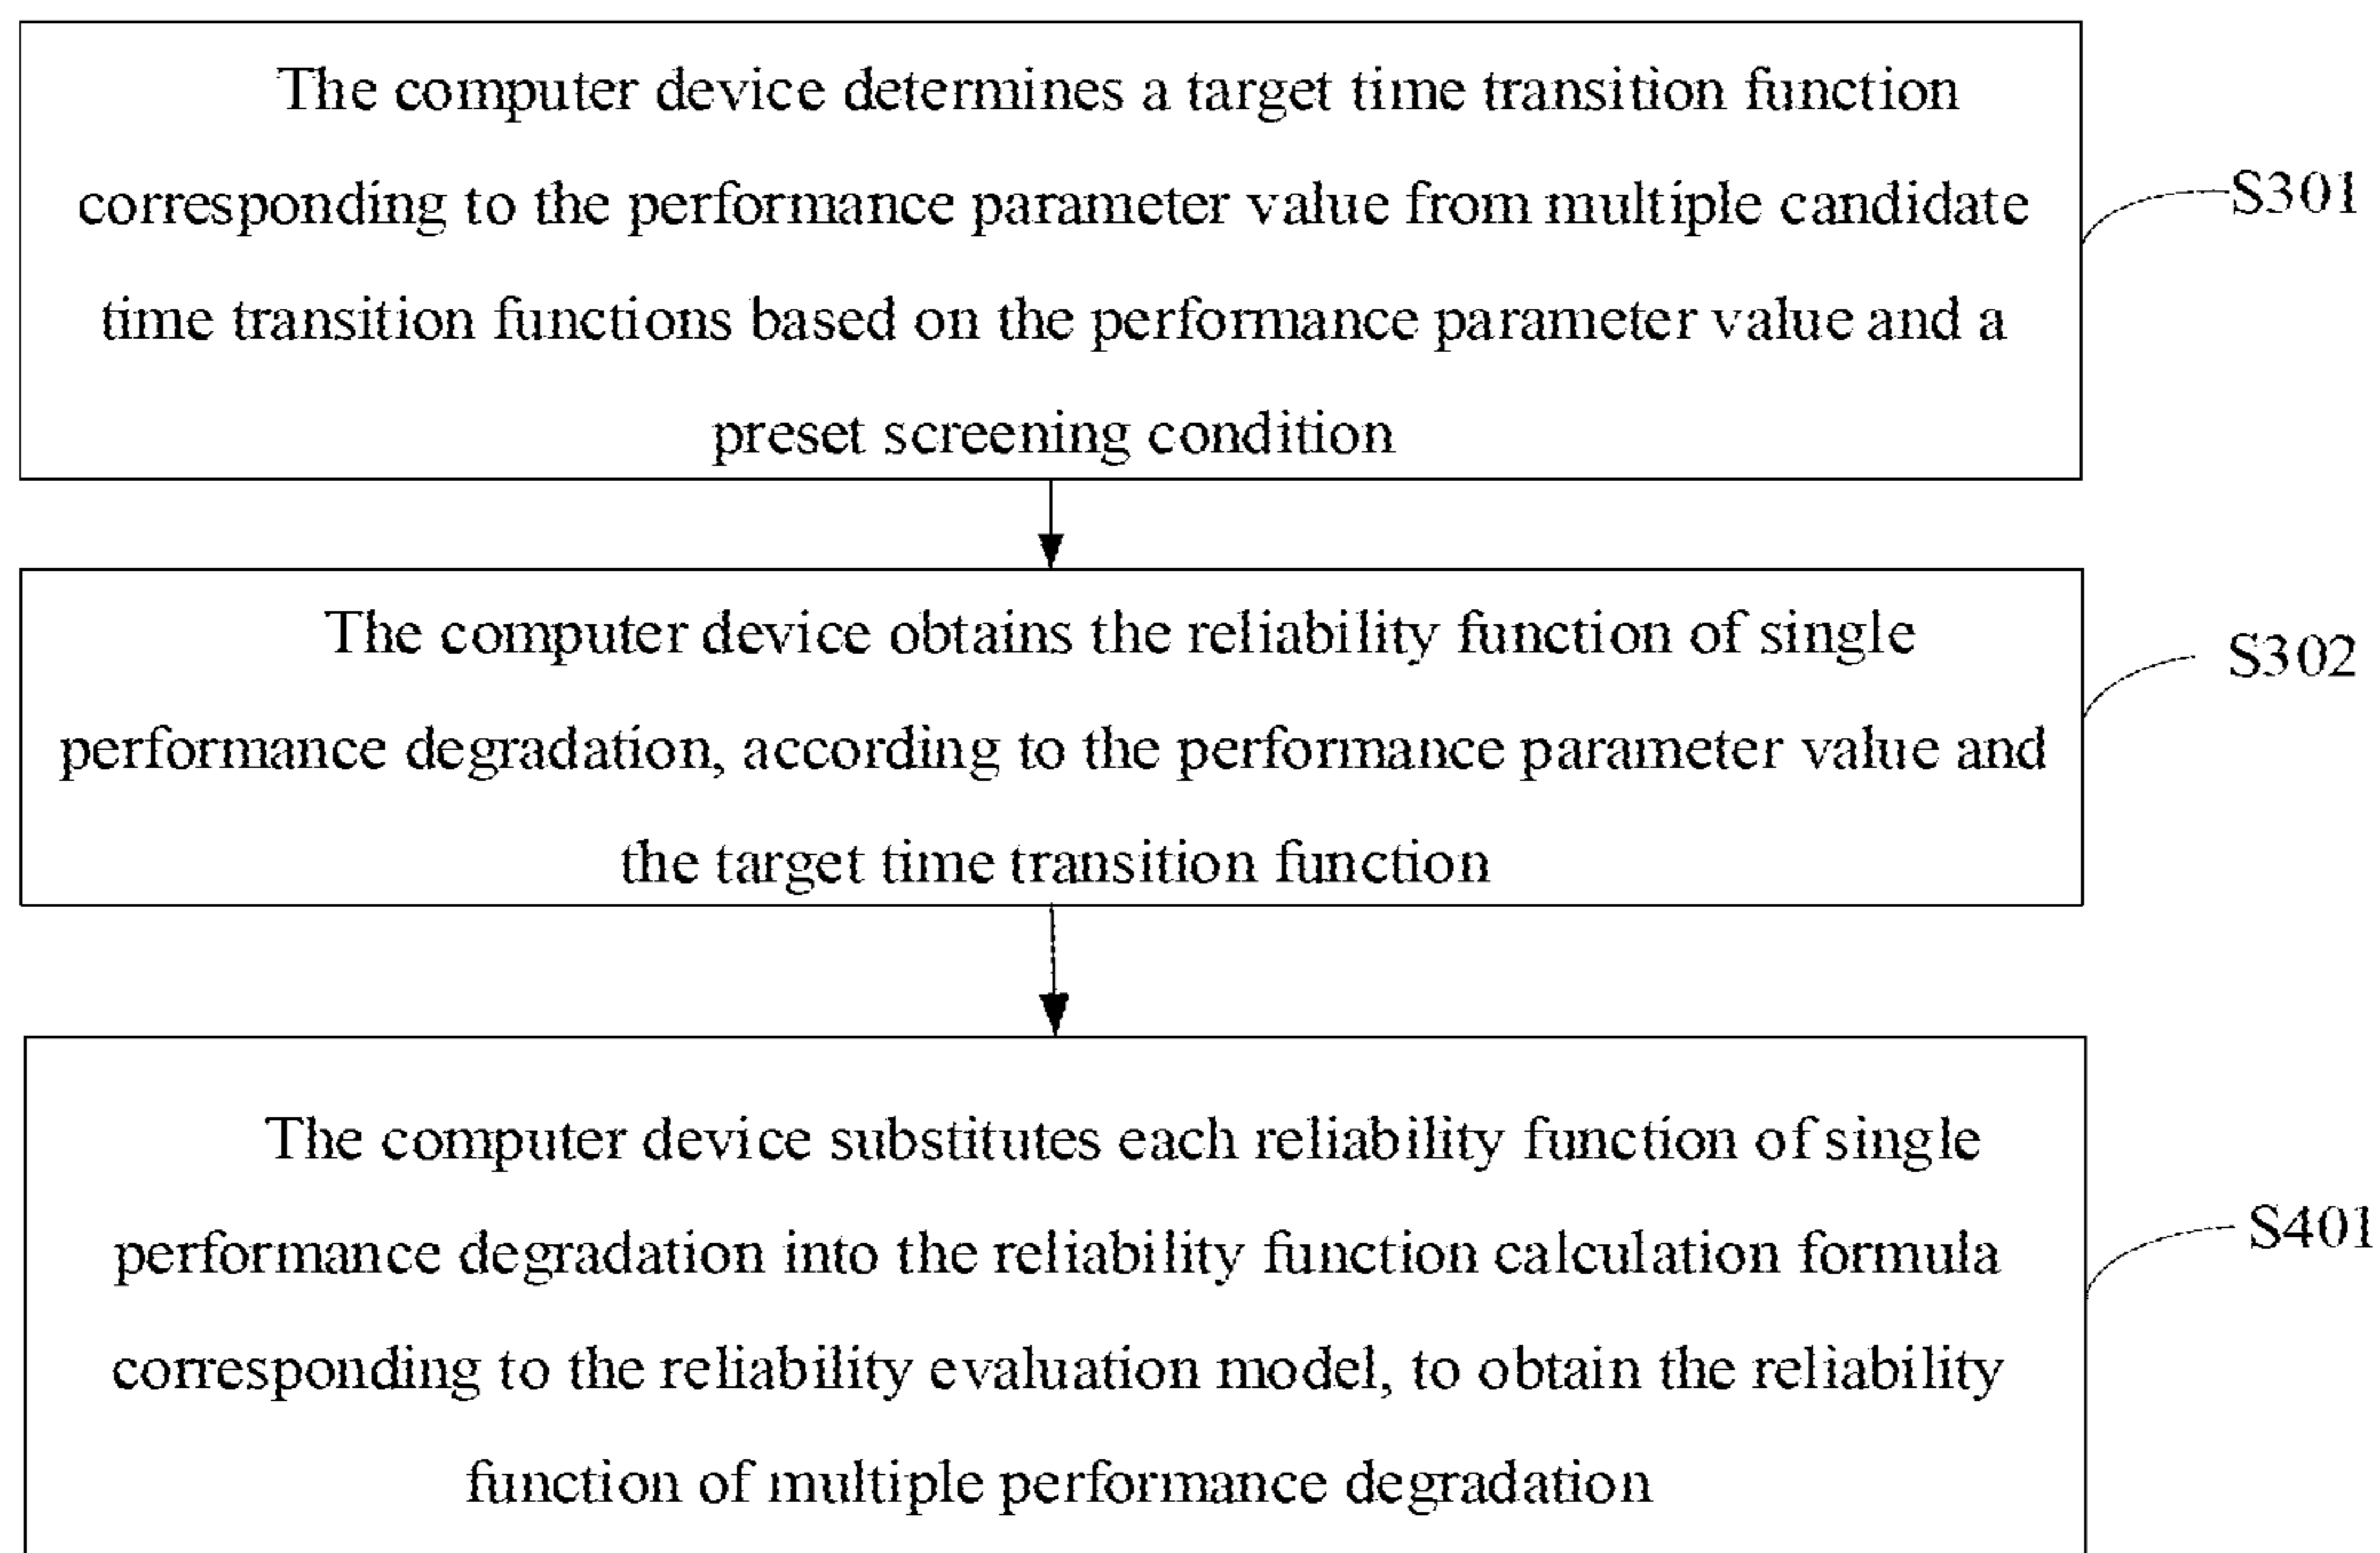 The computer device determines a target time transition function
corresponding to the performance parameter value from multiple candidate
time transition functions based on the performance parameter value and a
preset screening condition
S301
The computer device obtains the reliability function of single
performance degradation, according to the performance parameter value and
the target time transition function
S302
The computer device substitutes each reliability function of single
performance degradation into the reliability function calculation formula
corresponding to the reliability evaluation model, to obtain the reliability
function of multiple performance degradation
S401